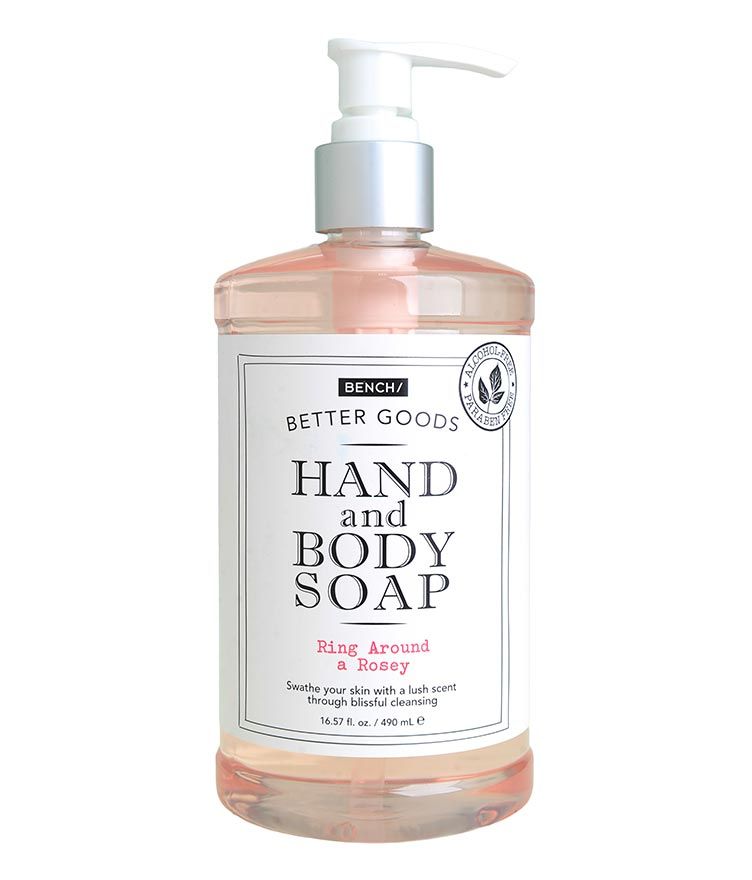 BENCH/
BETTER GOODS
ALCOHOL-FREE
PARABEN FREE
HAND
and
BODY
SOAP
Ring Around
a Rosey
Swathe your skin with a lush scent
through blissful cleansing
16.57 fl. oz. / 490 mL ℮